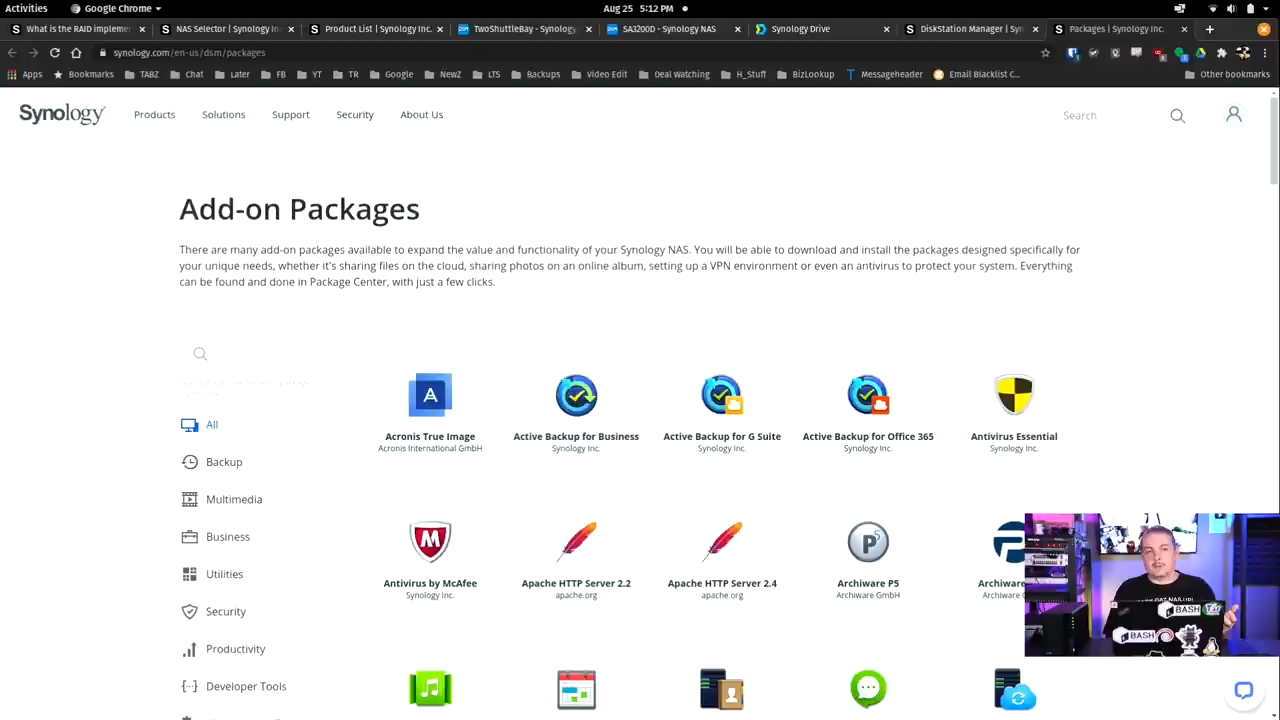 Activities
Google Chrome
Aug 25 5:12 PM
What is the RAID implemen
NAS Selector | Synology In
Product List | Synology Inc.
TwoShuttleBay - Synology
SA3200D - Synology NAS
Synology Drive
DiskStation Manager | Syn
Packages | Synology Inc.
synology.com/en-us/dsm/packages
Apps
Bookmarks
TABZ
Chat
Later
FB
YT
TR
Google
NewZ
LTS
Backups
Video Edit
Deal Watching
H_Stuff
BizLookup
Messageheader
Email Blacklist C...
Other bookmarks
Synology
Products
Solutions
Support
Security
About Us
Search
Add-on Packages
There are many add-on packages available to expand the value and functionality of your Synology NAS. You will be able to download and install the packages designed specifically for
your unique needs, whether it's sharing files on the cloud, sharing photos on an online album, setting up a VPN environment or even an antivirus to protect your system. Everything
can be found and done in Package Center, with just a few clicks.
All
Backup
Multimedia
Business
Utilities
Security
Productivity
Developer Tools
A
Acronis True Image
Acronis International GmbH
Active Backup for Business
Synology Inc.
Active Backup for G Suite
Synology Inc.
Active Backup for Office 365
Synology Inc.
Antivirus Essential
Synology Inc.
M
Antivirus by McAfee
Synology Inc.
Apache HTTP Server 2.2
apache.org
Apache HTTP Server 2.4
apache.org
P5
Archiware P5
Archiware GmbH
Archiware
Archiware
BASH
BASH